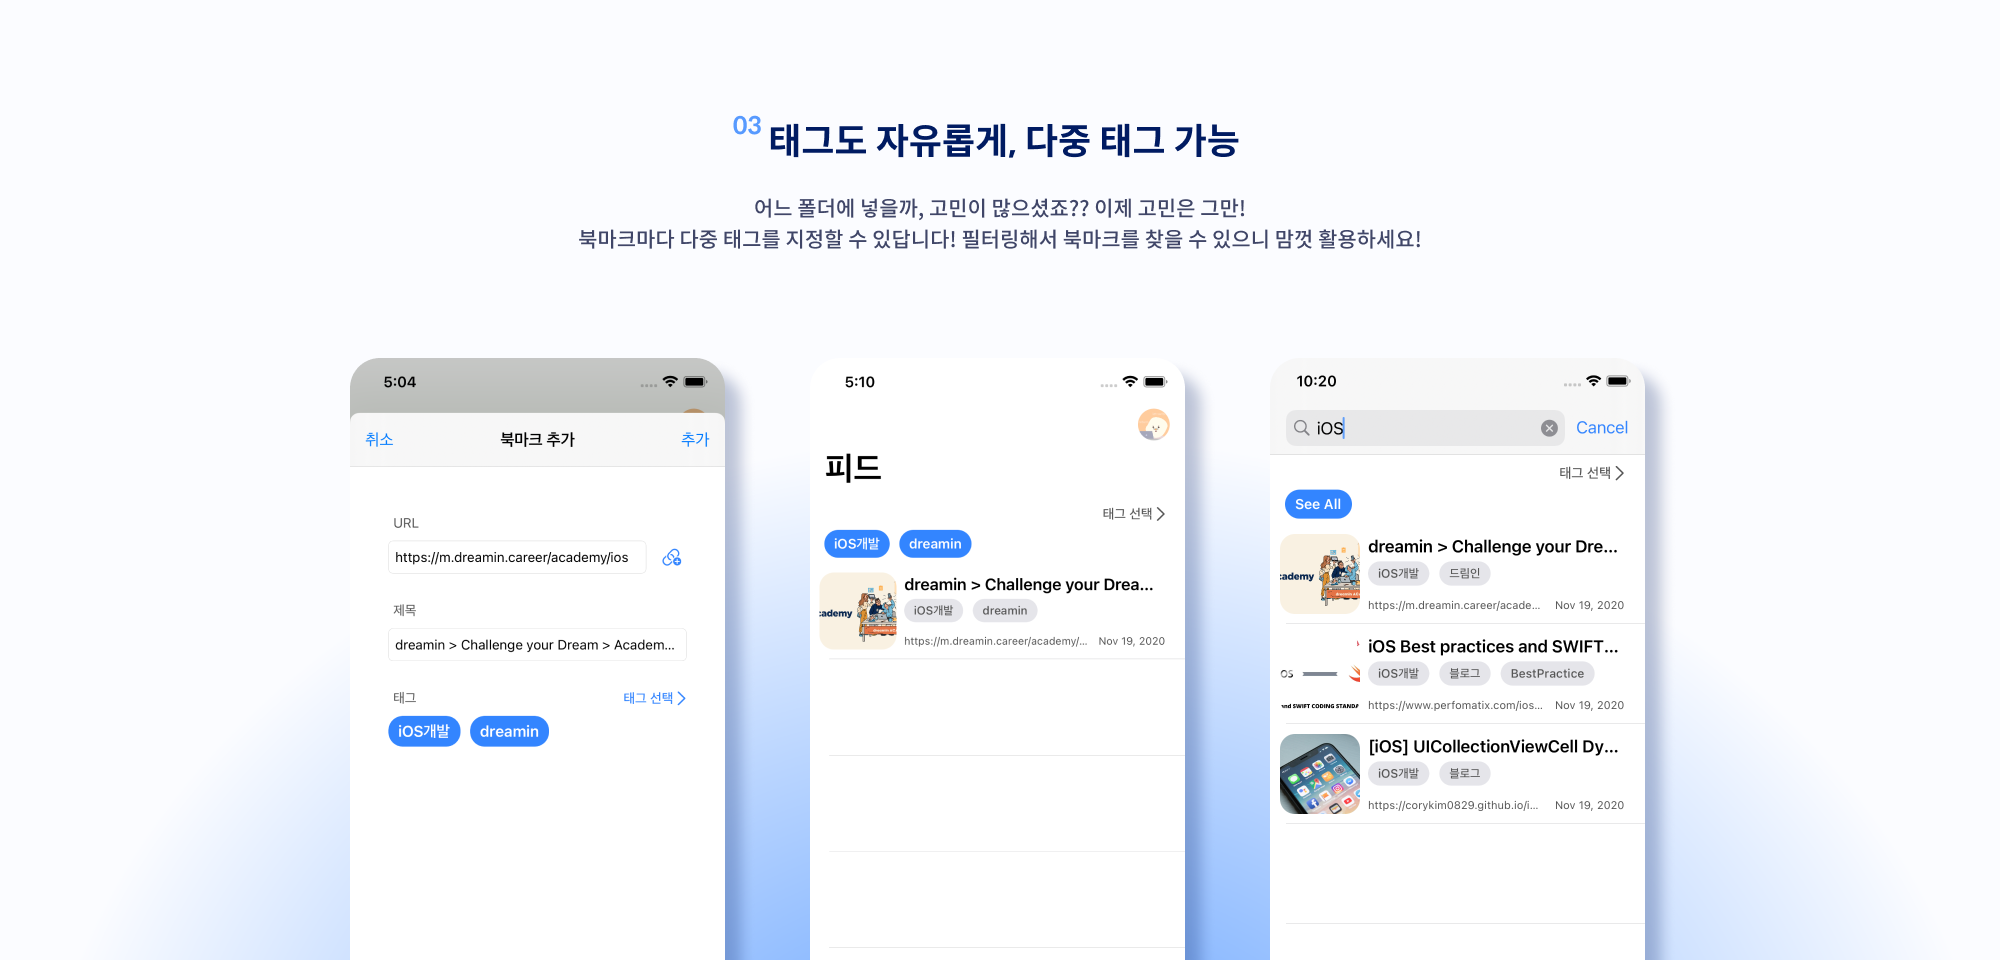 03 태그도 자유롭게, 다중 태그 가능
어느 폴더에 넣을까, 고민이 많으셨죠?? 이제 고민은 그만!
북마크마다 다중 태그를 지정할 수 있답니다! 필터링해서 북마크를 찾을 수 있으니 맘껏 활용하세요!
5:04
취소 북마크 추가 추가
URL
https://m.dreamin.career/academy/ios
제목
dreamin > Challenge your Dream > Academ...
태그 태그 선택
iOS개발 dreamin
5:10
피드
태그 선택
iOS개발 dreamin
cademy
dreamin > Challenge your Drea...
iOS개발 dreamin
https://m.dreamin.career/academy/... Nov 19, 2020
10:20
iOS Cancel
태그 선택
See All
cademy
dreamin > Challenge your Dre...
iOS개발 드림인
https://m.dreamin.career/acade... Nov 19, 2020
OS
nd SWIFT CODING STANDA
iOS Best practices and SWIFT...
iOS개발 블로그 BestPractice
https://www.perfomatix.com/ios... Nov 19, 2020
[iOS] UICollectionViewCell Dy...
iOS개발 블로그
https://corykim0829.github.io/i... Nov 19, 2020